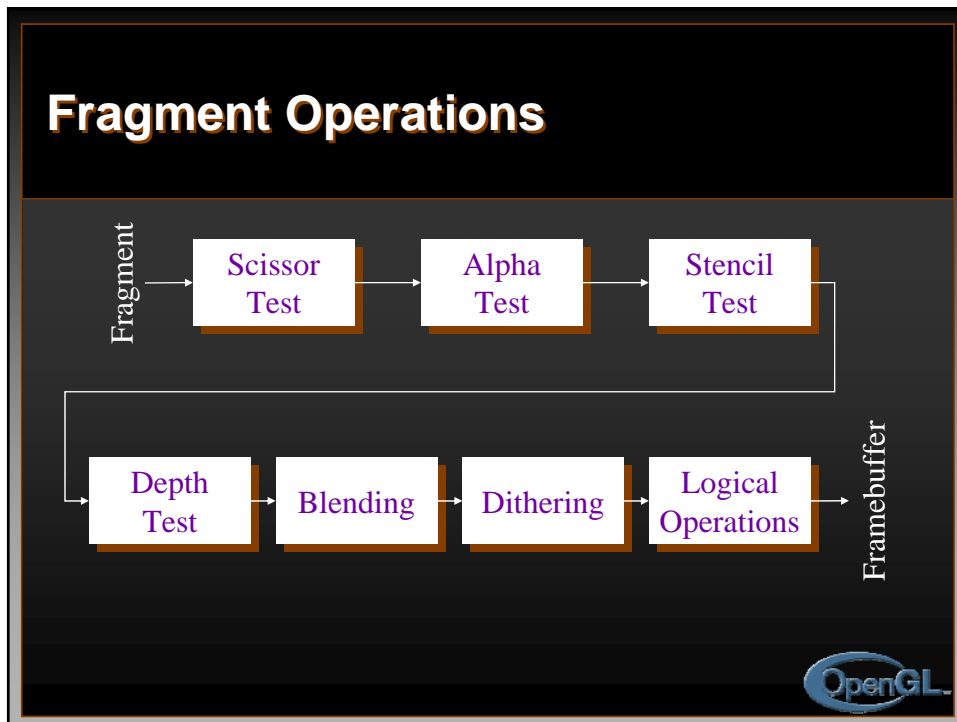 Fragment Operations
Fragment
Scissor
Test
Alpha
Test
Stencil
Test
Depth
Test
Blending
Dithering
Logical
Operations
Framebuffer
OpenGL